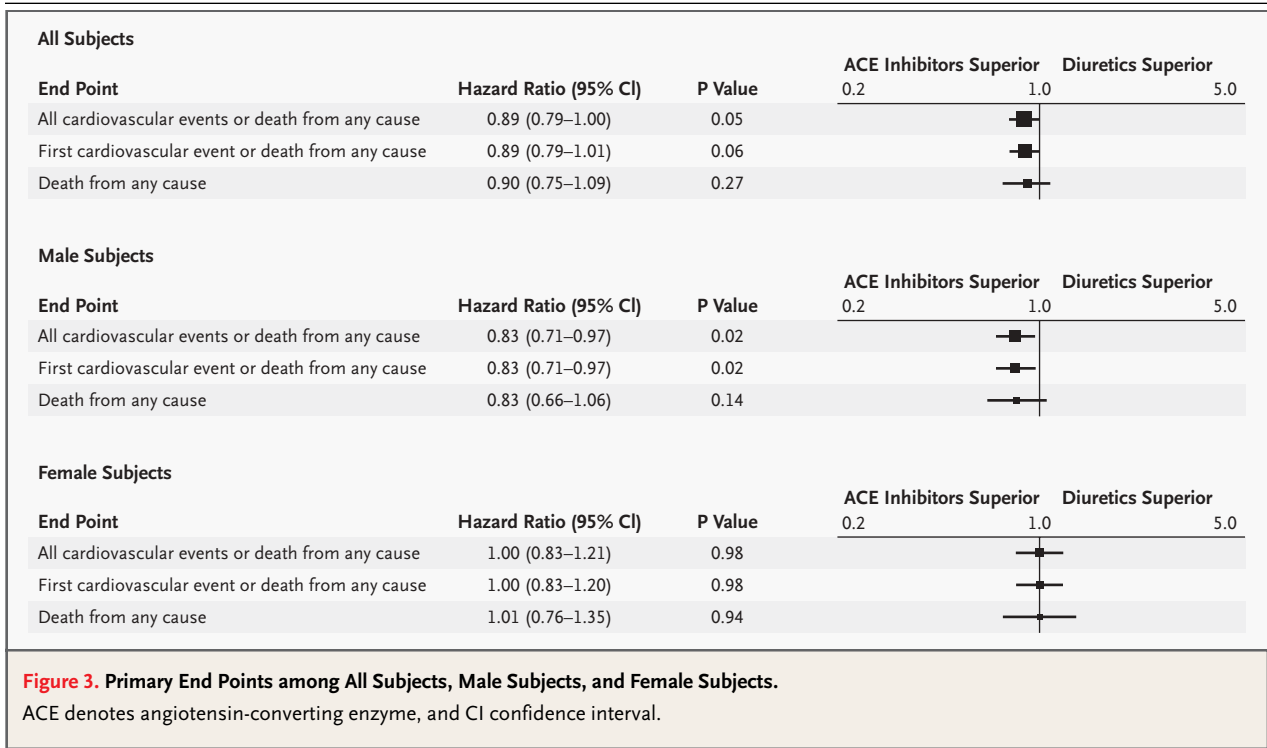 All Subjects
ACE Inhibitors Superior Diuretics Superior
End Point Hazard Ratio (95% CI) P Value 0.2 1.0 5.0
All cardiovascular events or death from any cause 0.89 (0.79–1.00) 0.05
First cardiovascular event or death from any cause 0.89 (0.79–1.01) 0.06
Death from any cause 0.90 (0.75–1.09) 0.27
Male Subjects
ACE Inhibitors Superior Diuretics Superior
End Point Hazard Ratio (95% CI) P Value 0.2 1.0 5.0
All cardiovascular events or death from any cause 0.83 (0.71–0.97) 0.02
First cardiovascular event or death from any cause 0.83 (0.71–0.97) 0.02
Death from any cause 0.83 (0.66–1.06) 0.14
Female Subjects
ACE Inhibitors Superior Diuretics Superior
End Point Hazard Ratio (95% CI) P Value 0.2 1.0 5.0
All cardiovascular events or death from any cause 1.00 (0.83–1.21) 0.98
First cardiovascular event or death from any cause 1.00 (0.83–1.20) 0.98
Death from any cause 1.01 (0.76–1.35) 0.94
Figure 3. Primary End Points among All Subjects, Male Subjects, and Female Subjects.
ACE denotes angiotensin-converting enzyme, and CI confidence interval.